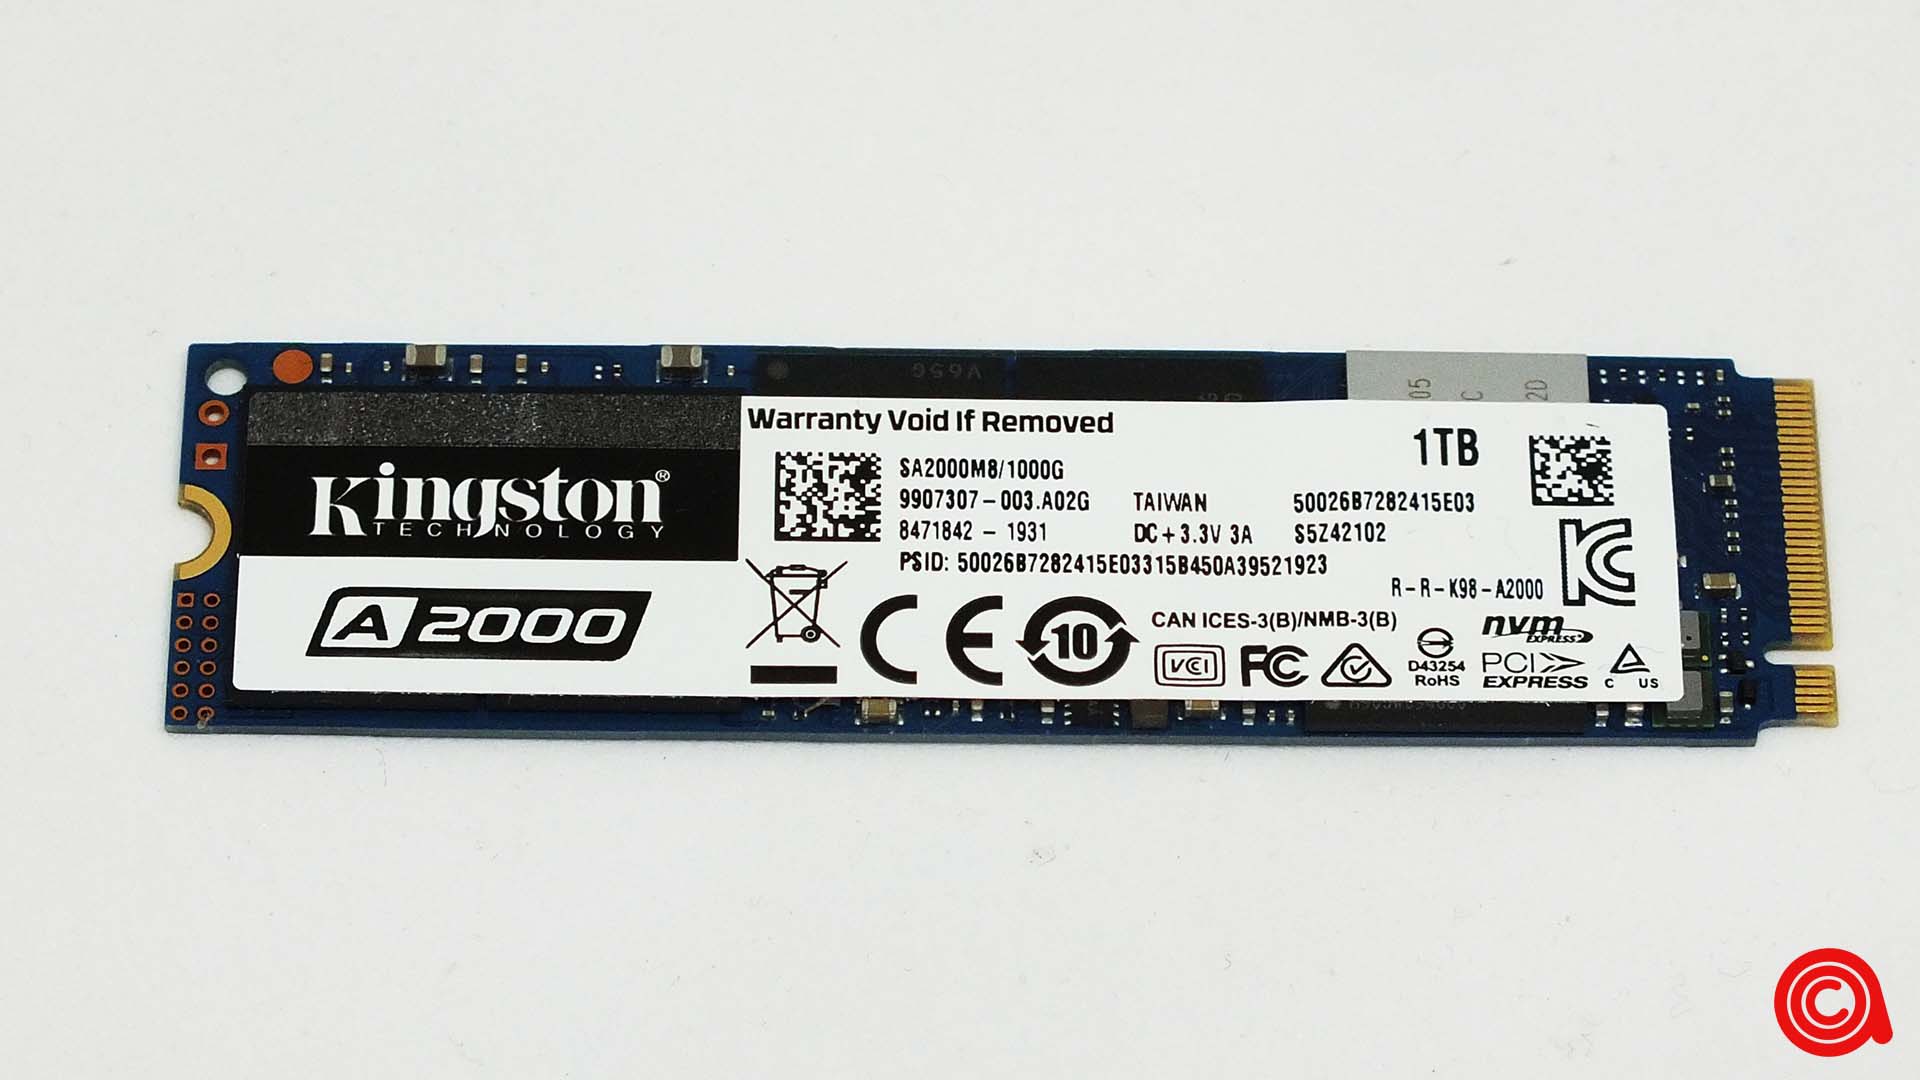 V65G
05
C
2D
Warranty Void If Removed
Kingston®
TECHNOLOGY
A2000
1TB
SA2000M8/1000G
9907307-003.A02G TAIWAN 50026B7282415E03
8471842 - 1931 DC+3.3V 3A S5Z42102
PSID: 50026B7282415E03315B450A39521923
R-R-K98-A2000
CE
10
CAN ICES-3(B)/NMB-3(B)
VCCI
FC
D43254
RoHS
nvm
EXPRESS
PCI
EXPRESS
C US